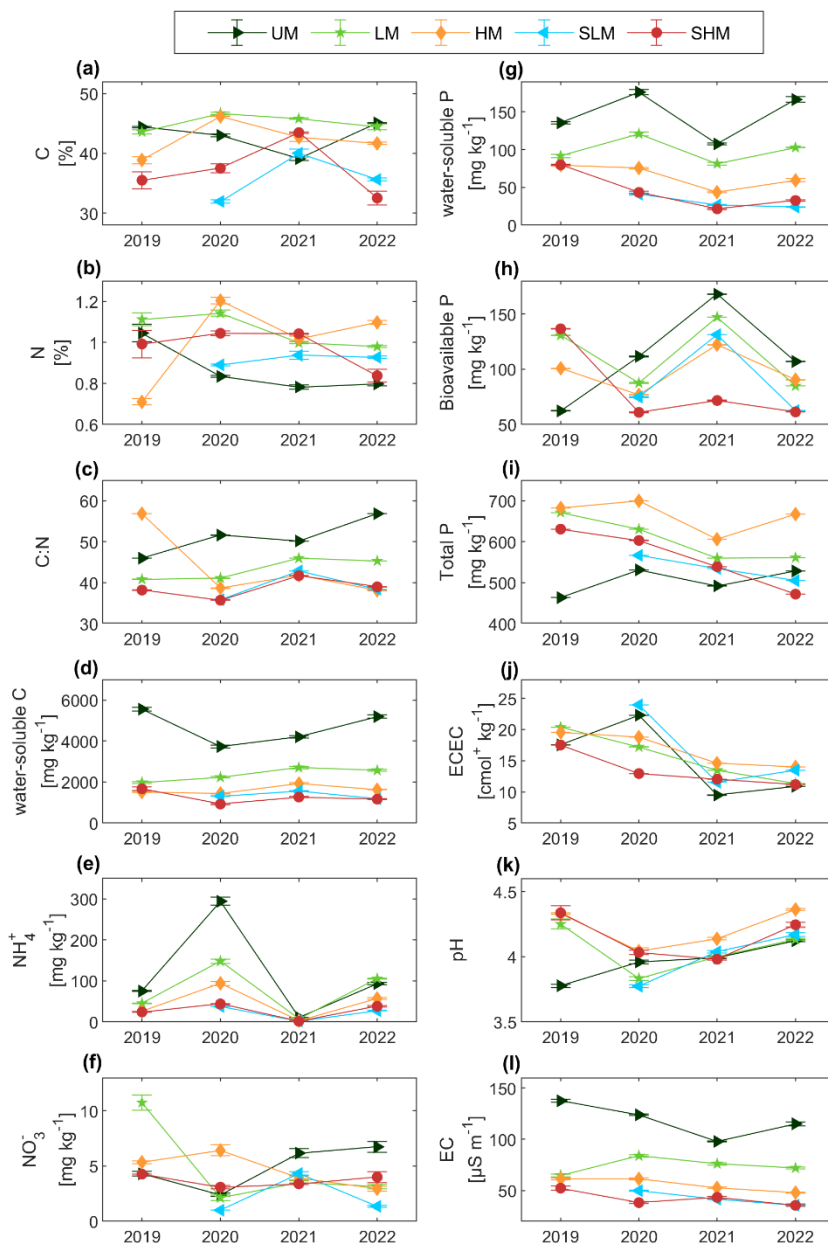 UM LM HM SLM SHM
(a)
C
[%]
50
40
30
2019 2020 2021 2022
(b)
N
[%]
1.2
1
0.8
0.6
2019 2020 2021 2022
(c)
C:N
60
50
40
30
2019 2020 2021 2022
(d)
water-soluble C
[mg kg⁻¹]
6000
4000
2000
0
2019 2020 2021 2022
(e)
NH₄⁺
[mg kg⁻¹]
300
200
100
0
2019 2020 2021 2022
(f)
NO₃⁻
[mg kg⁻¹]
10
5
0
2019 2020 2021 2022
(g)
water-soluble P
[mg kg⁻¹]
150
100
50
0
2019 2020 2021 2022
(h)
Bioavailable P
[mg kg⁻¹]
150
100
50
2019 2020 2021 2022
(i)
Total P
[mg kg⁻¹]
700
600
500
400
2019 2020 2021 2022
(j)
ECEC
[cmol⁺ kg⁻¹]
25
20
15
10
5
2019 2020 2021 2022
(k)
pH
4.5
4
3.5
2019 2020 2021 2022
(l)
EC
[µS m⁻¹]
150
100
50
2019 2020 2021 2022